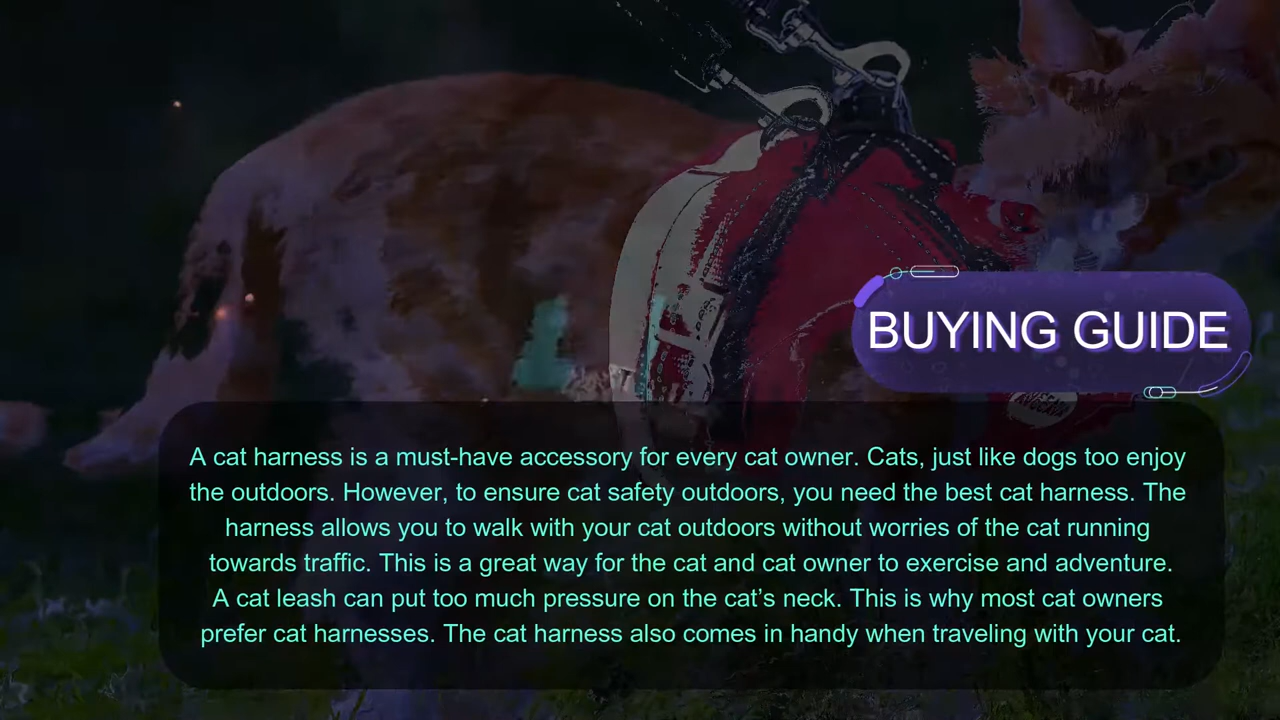 BUYING GUIDE
A cat harness is a must-have accessory for every cat owner. Cats, just like dogs too enjoy
the outdoors. However, to ensure cat safety outdoors, you need the best cat harness. The
harness allows you to walk with your cat outdoors without worries of the cat running
towards traffic. This is a great way for the cat and cat owner to exercise and adventure.
A cat leash can put too much pressure on the cat’s neck. This is why most cat owners
prefer cat harnesses. The cat harness also comes in handy when traveling with your cat.